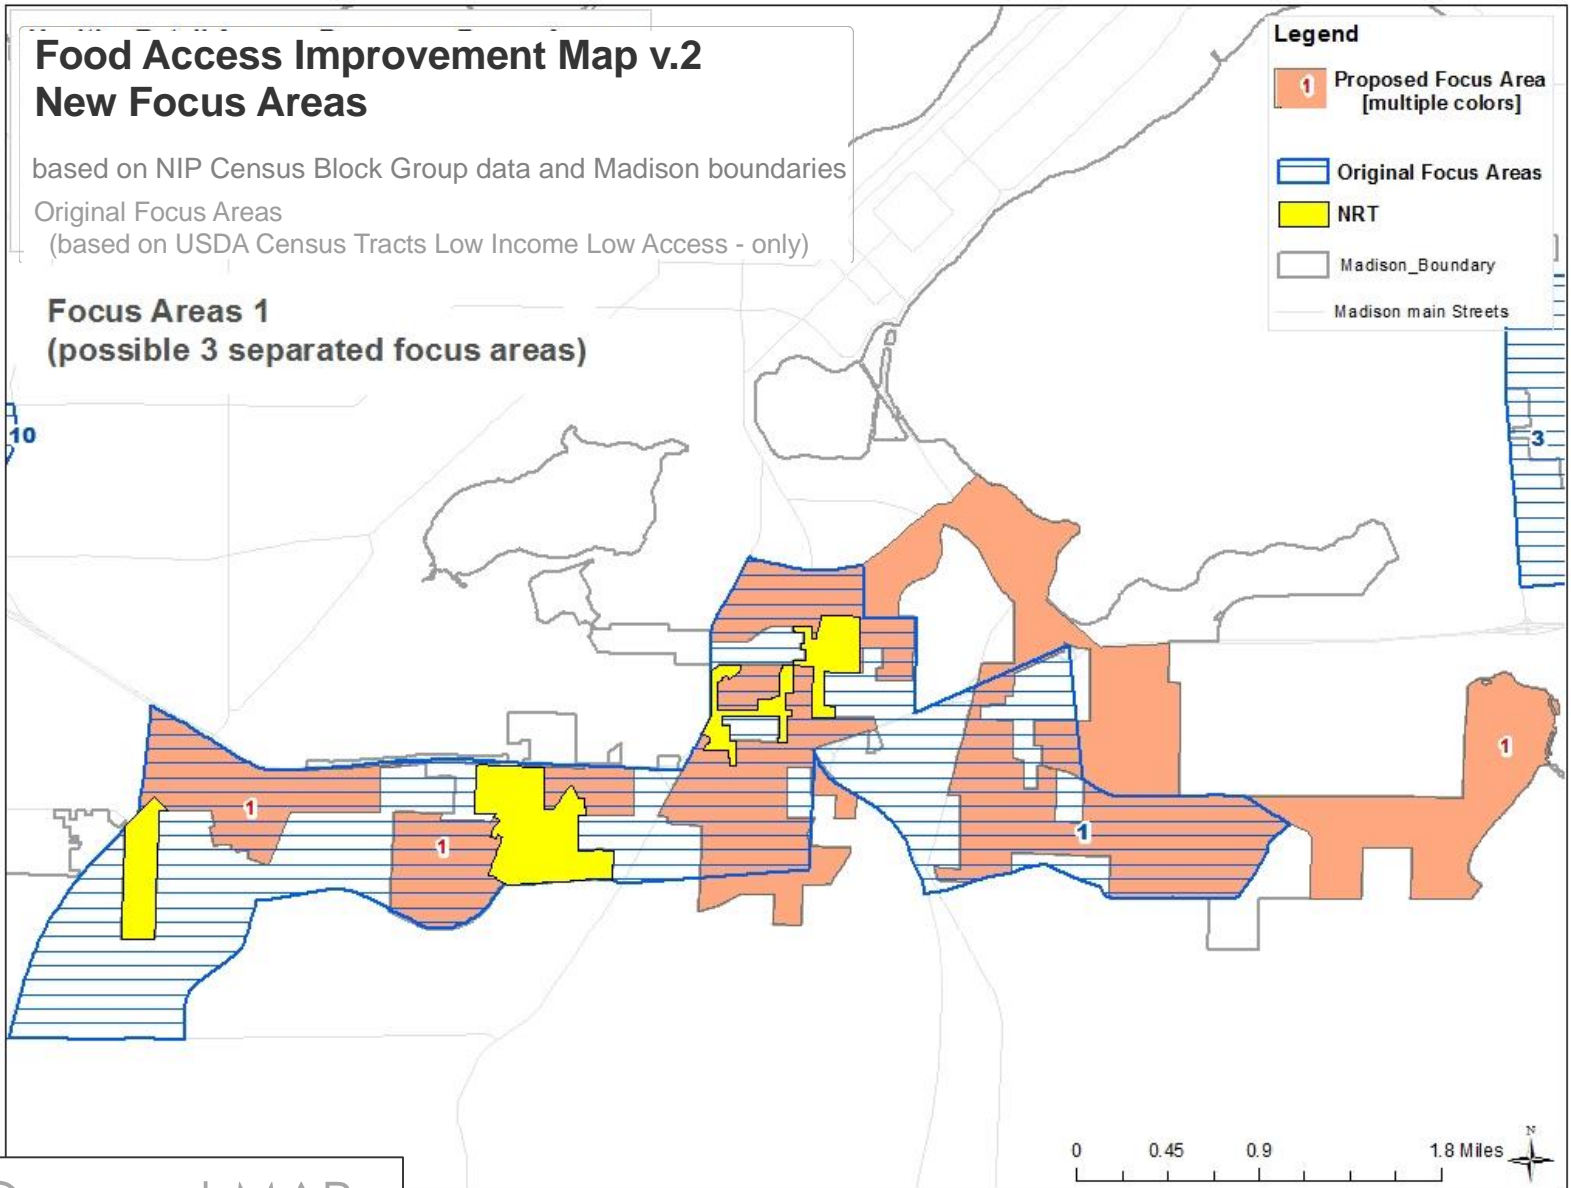 Food Access Improvement Map v.2
New Focus Areas
based on NIP Census Block Group data and Madison boundaries
Original Focus Areas
(based on USDA Census Tracts Low Income Low Access - only)
Focus Areas 1
(possible 3 separated focus areas)
Legend
1 Proposed Focus Area
[multiple colors]
Original Focus Areas
NRT
Madison_Boundary
Madison main Streets
10
3
1
1
1
1
N
0 0.45 0.9 1.8 Miles
MAP